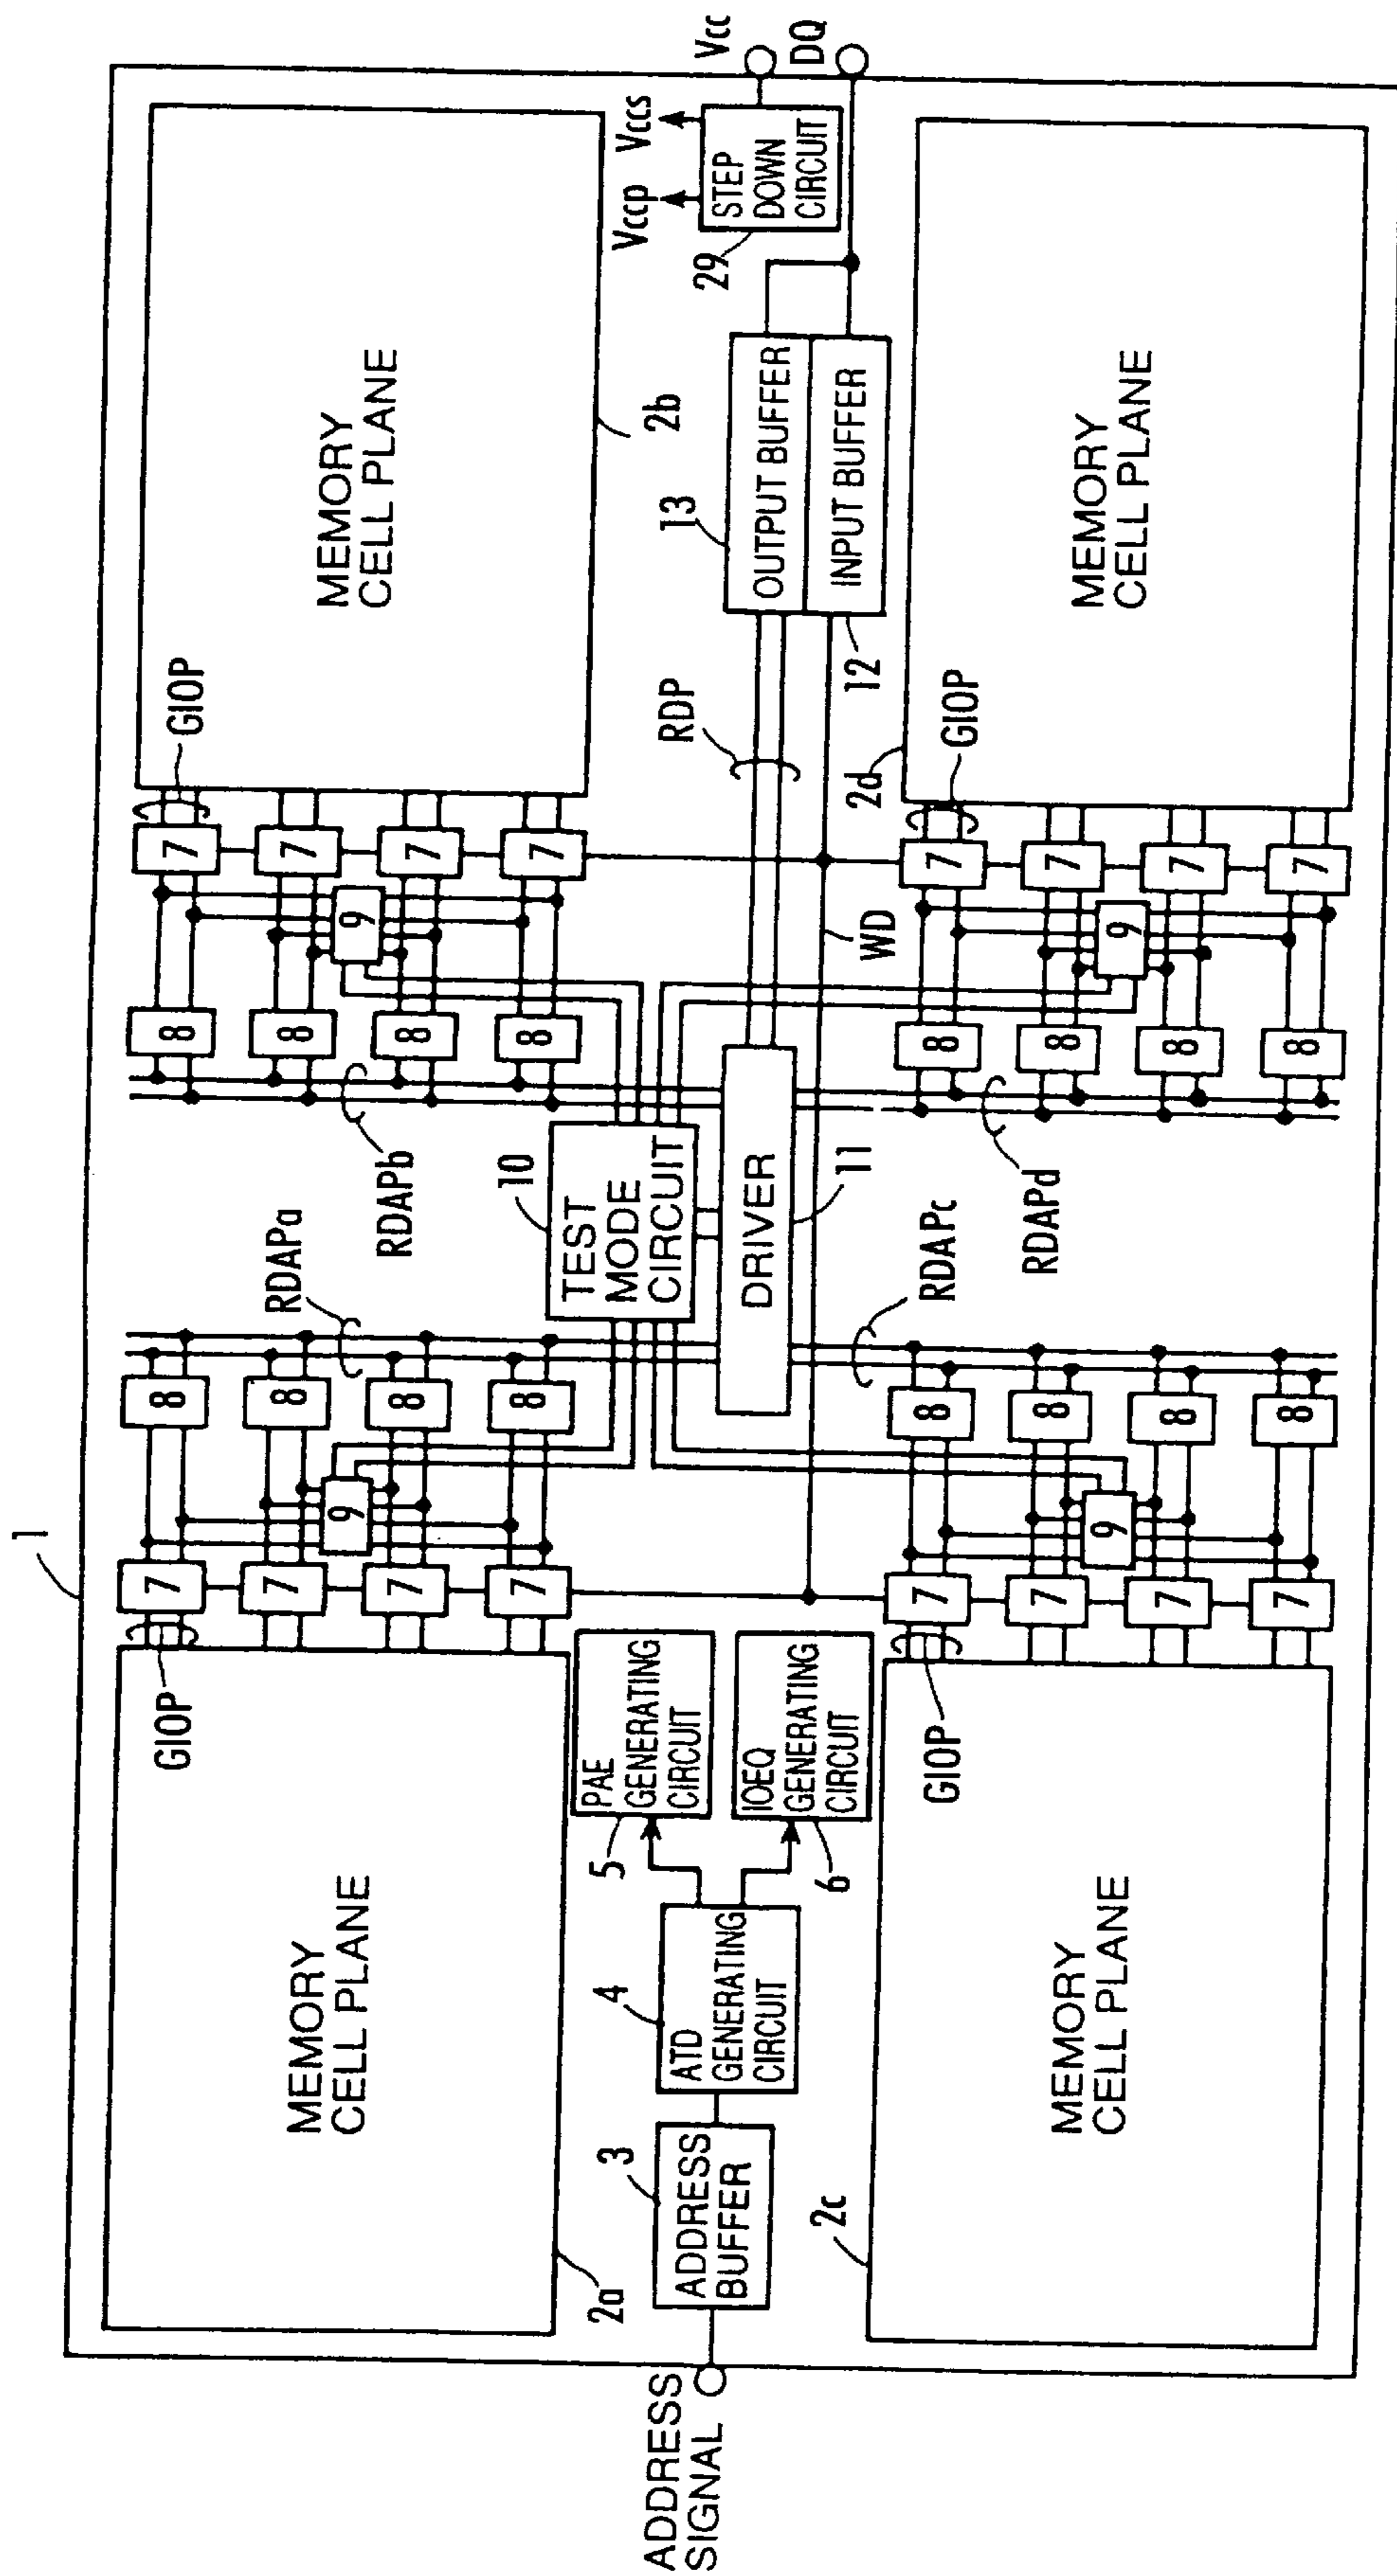 1
MEMORY
CELL PLANE
2a
GIOP
7
7
7
7
9
8
8
8
8
RDAPa
RDAPb
8
8
8
8
9
7
7
7
7
GIOP
MEMORY
CELL PLANE
2b
ADDRESS
SIGNAL
3
ADDRESS
BUFFER
4
ATD
GENERATING
CIRCUIT
5
PAE
GENERATING
CIRCUIT
6
IOEQ
GENERATING
CIRCUIT
10
TEST
MODE
CIRCUIT
DRIVER
11
RDP
WD
13
OUTPUT BUFFER
INPUT BUFFER
12
29
STEP
DOWN
CIRCUIT
Vccp
Vccs
Vcc
DQ
2c
MEMORY
CELL PLANE
GIOP
7
7
7
7
9
8
8
8
8
RDAPc
RDAPd
8
8
8
8
9
7
7
7
7
GIOP
2d
MEMORY
CELL PLANE